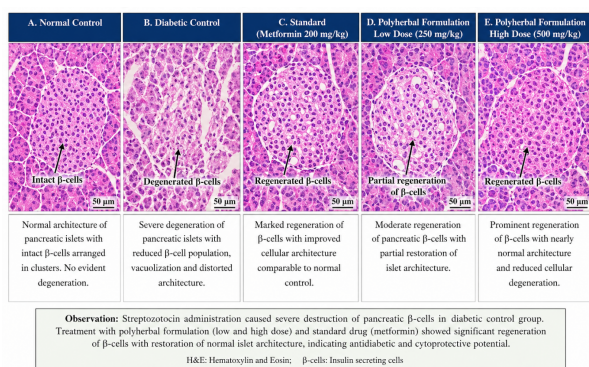 A. Normal Control
B. Diabetic Control
C. Standard
(Metformin 200 mg/kg)
D. Polyherbal Formulation
Low Dose (250 mg/kg)
E. Polyherbal Formulation
High Dose (500 mg/kg)
Intact β-cells
50 µm
Degenerated β-cells
50 µm
Regenerated β-cells
50 µm
Partial regeneration
of β-cells
50 µm
Regenerated β-cells
50 µm
Normal architecture of
pancreatic islets with
intact β-cells arranged
in clusters. No evident
degeneration.
Severe degeneration of
pancreatic islets with
reduced β-cell population,
vacuolization and distorted
architecture.
Marked regeneration of
β-cells with improved
cellular architecture
comparable to normal
control.
Moderate regeneration
of pancreatic β-cells with
partial restoration of
islet architecture.
Prominent regeneration
of β-cells with nearly
normal architecture
and reduced cellular
degeneration.
Observation: Streptozotocin administration caused severe destruction of pancreatic β-cells in diabetic control group.
Treatment with polyherbal formulation (low and high dose) and standard drug (metformin) showed significant regeneration
of β-cells with restoration of normal islet architecture, indicating antidiabetic and cytoprotective potential.
H&E: Hematoxylin and Eosin; β-cells: Insulin secreting cells